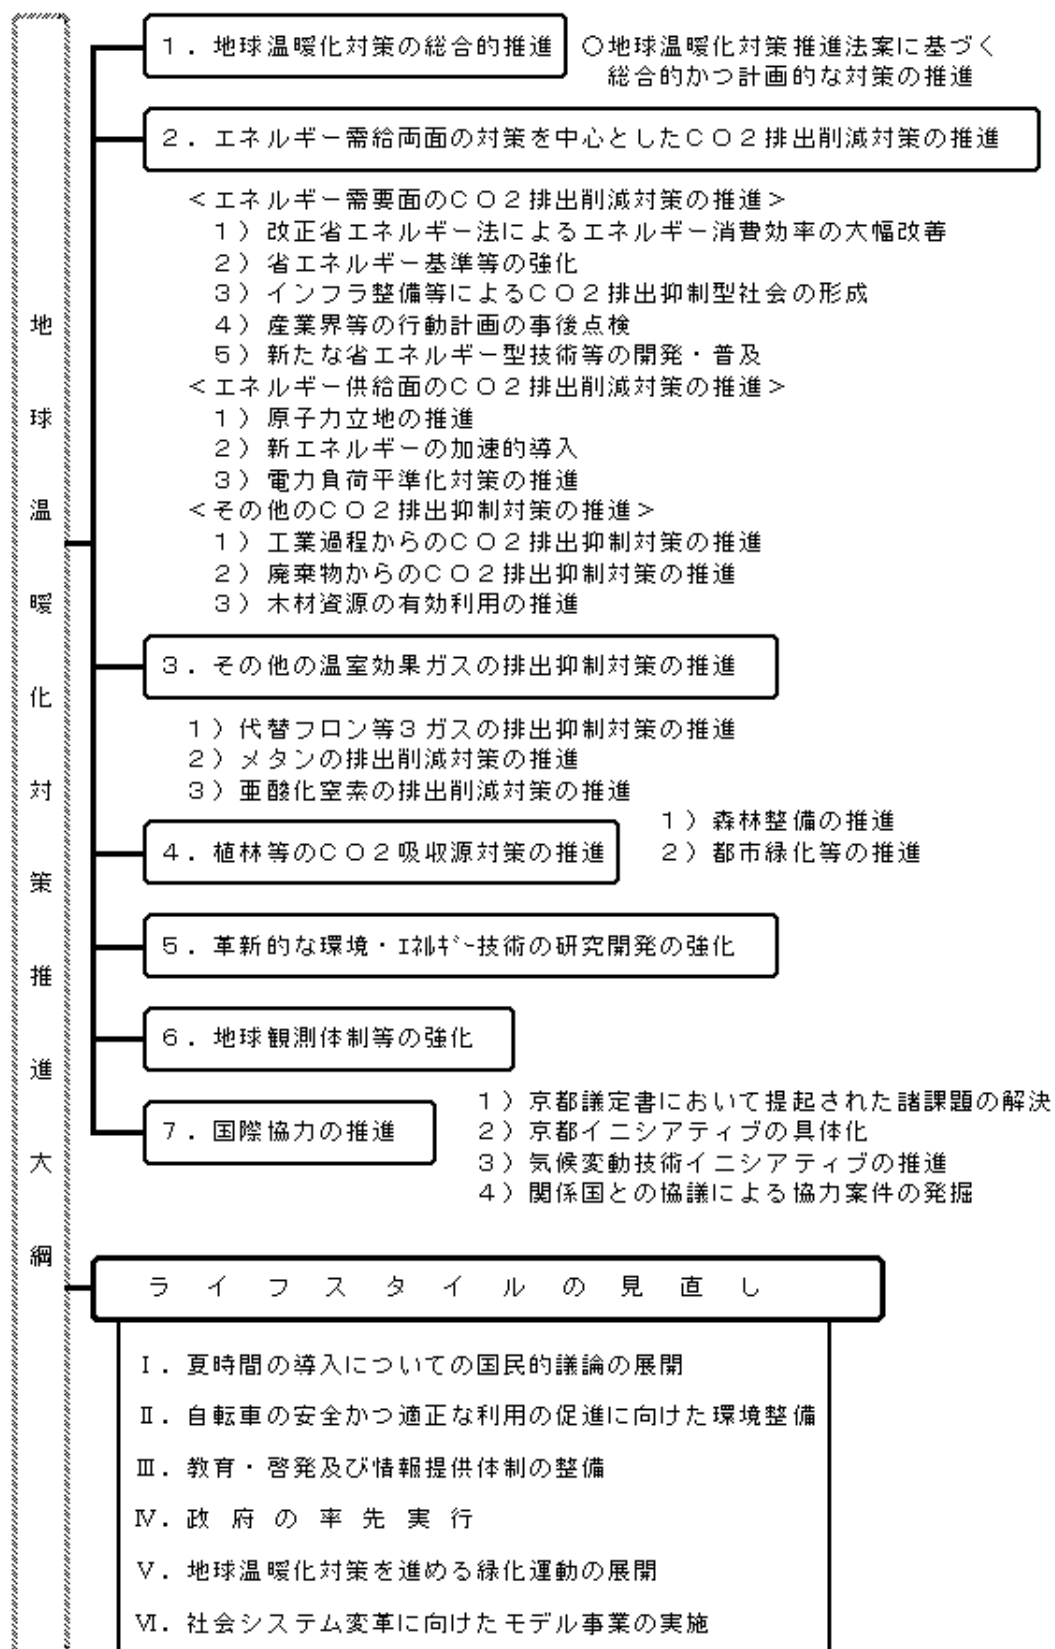 地球温暖化対策推進大綱
１．地球温暖化対策の総合的推進
○地球温暖化対策推進法案に基づく
総合的かつ計画的な対策の推進
２．エネルギー需給両面の対策を中心としたＣＯ２排出削減対策の推進
＜エネルギー需要面のＣＯ２排出削減対策の推進＞
１）改正省エネルギー法によるエネルギー消費効率の大幅改善
２）省エネルギー基準等の強化
３）インフラ整備等によるＣＯ２排出抑制型社会の形成
４）産業界等の行動計画の事後点検
５）新たな省エネルギー型技術等の開発・普及
＜エネルギー供給面のＣＯ２排出削減対策の推進＞
１）原子力立地の推進
２）新エネルギーの加速的導入
３）電力負荷平準化対策の推進
＜その他のＣＯ２排出抑制対策の推進＞
１）工業過程からのＣＯ２排出抑制対策の推進
２）廃棄物からのＣＯ２排出抑制対策の推進
３）木材資源の有効利用の推進
３．その他の温室効果ガスの排出抑制対策の推進
１）代替フロン等３ガスの排出抑制対策の推進
２）メタンの排出削減対策の推進
３）亜酸化窒素の排出削減対策の推進
４．植林等のＣＯ２吸収源対策の推進
１）森林整備の推進
２）都市緑化等の推進
５．革新的な環境・ｴﾈﾙｷﾞｰ技術の研究開発の強化
６．地球観測体制等の強化
７．国際協力の推進
１）京都議定書において提起された諸課題の解決
２）京都イニシアティブの具体化
３）気候変動技術イニシアティブの推進
４）関係国との協議による協力案件の発掘
ライフスタイルの見直し
Ⅰ．夏時間の導入についての国民的議論の展開
Ⅱ．自転車の安全かつ適正な利用の促進に向けた環境整備
Ⅲ．教育・啓発及び情報提供体制の整備
Ⅳ．政府の率先実行
Ⅴ．地球温暖化対策を進める緑化運動の展開
Ⅵ．社会システム変革に向けたモデル事業の実施